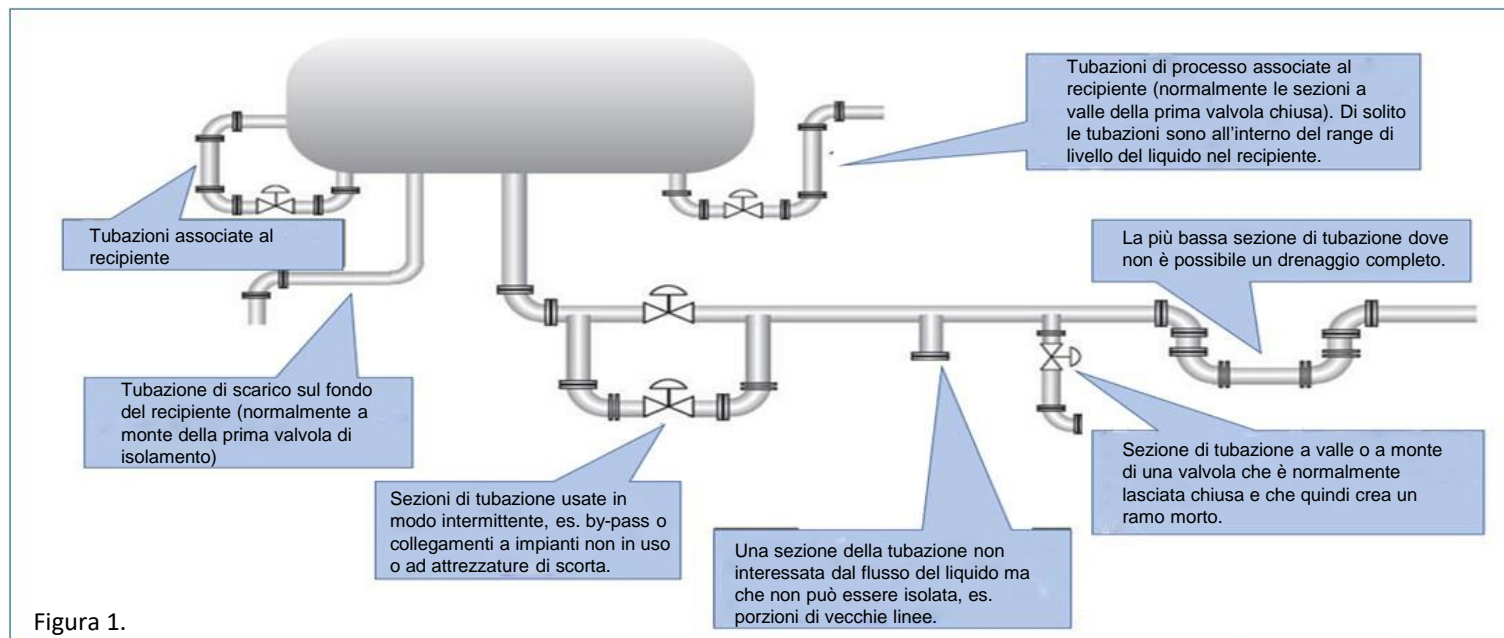 Tubazioni di processo associate al
recipiente (normalmente le sezioni a
valle della prima valvola chiusa). Di solito
le tubazioni sono all'interno del range di
livello del liquido nel recipiente.
Tubazioni associate al
recipiente
La più bassa sezione di tubazione dove
non è possibile un drenaggio completo.
Tubazione di scarico sul fondo
del recipiente (normalmente a
monte della prima valvola di
isolamento)
Sezioni di tubazione usate in
modo intermittente, es. by-pass o
collegamenti a impianti non in uso
o ad attrezzature di scorta.
Una sezione della tubazione non
interessata dal flusso del liquido ma
che non può essere isolata, es.
porzioni di vecchie linee.
Sezione di tubazione a valle o a monte
di una valvola che è normalmente
lasciata chiusa e che quindi crea un
ramo morto.
Figura 1.